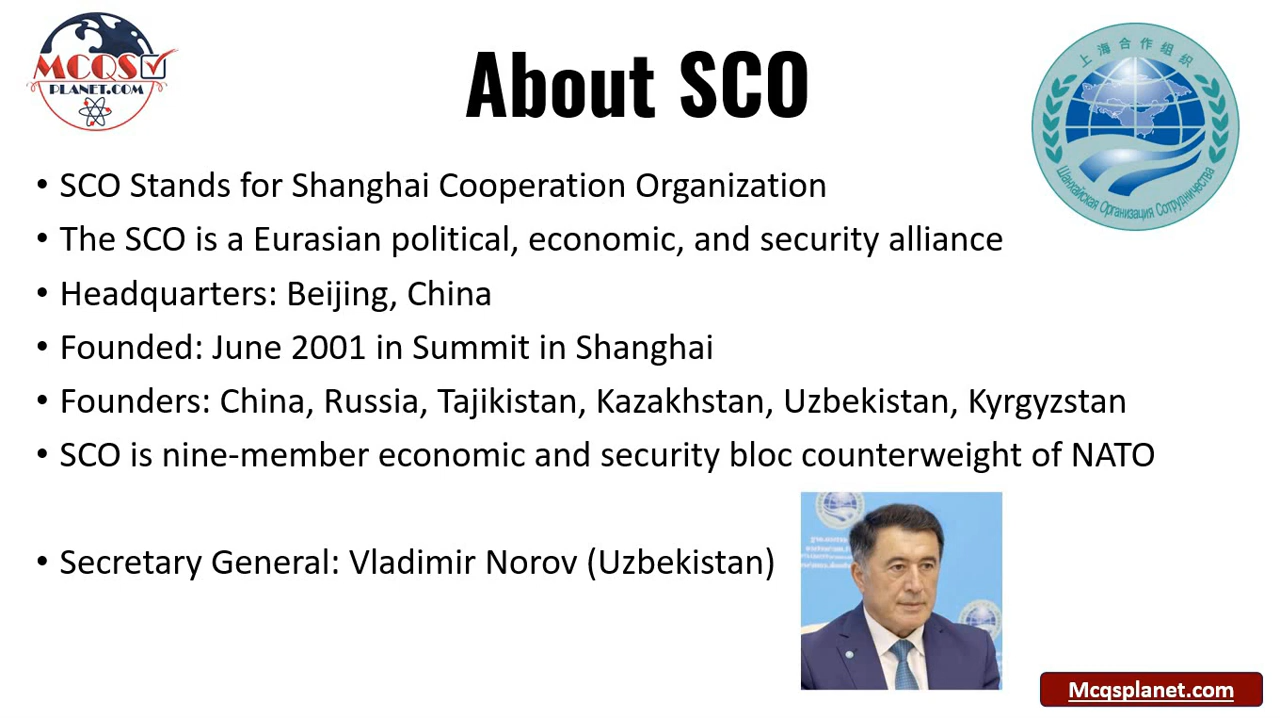 MCQS
PLANET.COM
About SCO
上海合作组织
Шанхайская Организация Сотрудничества
• SCO Stands for Shanghai Cooperation Organization
• The SCO is a Eurasian political, economic, and security alliance
• Headquarters: Beijing, China
• Founded: June 2001 in Summit in Shanghai
• Founders: China, Russia, Tajikistan, Kazakhstan, Uzbekistan, Kyrgyzstan
• SCO is nine-member economic and security bloc counterweight of NATO
• Secretary General: Vladimir Norov (Uzbekistan)
Mcqsplanet.com